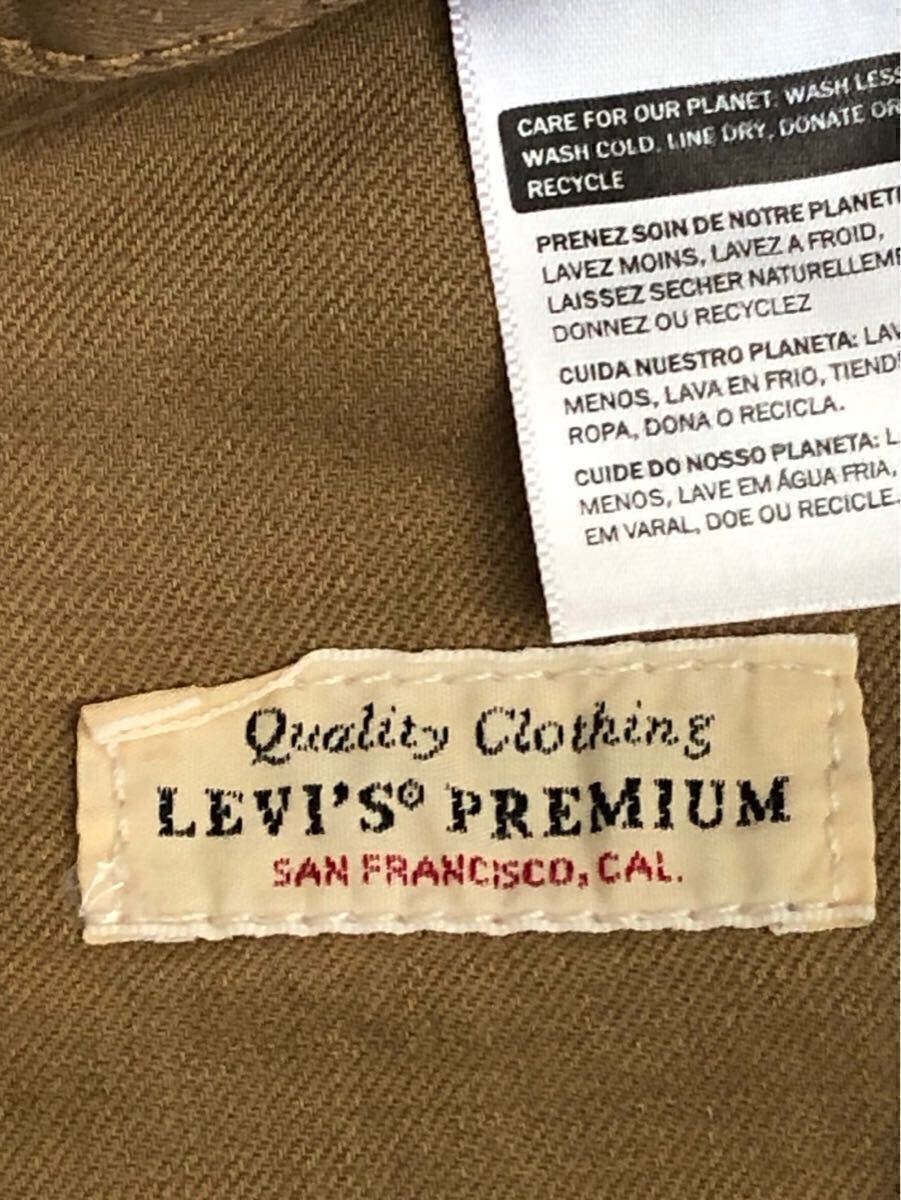 CARE FOR OUR PLANET: WASH LESS
WASH COLD, LINE DRY, DONATE OR
RECYCLE
PRENEZ SOIN DE NOTRE PLANETE
LAVEZ MOINS, LAVEZ A FROID,
LAISSEZ SECHER NATURELLEME
DONNEZ OU RECYCLEZ
CUIDA NUESTRO PLANETA: LAV
MENOS, LAVA EN FRIO, TIEND
ROPA, DONA O RECICLA.
CUIDE DO NOSSO PLANETA: L
MENOS, LAVE EM ÁGUA FRIA,
EM VARAL, DOE OU RECICLE.
Quality Clothing
LEVI'S® PREMIUM
SAN FRANCISCO, CAL.